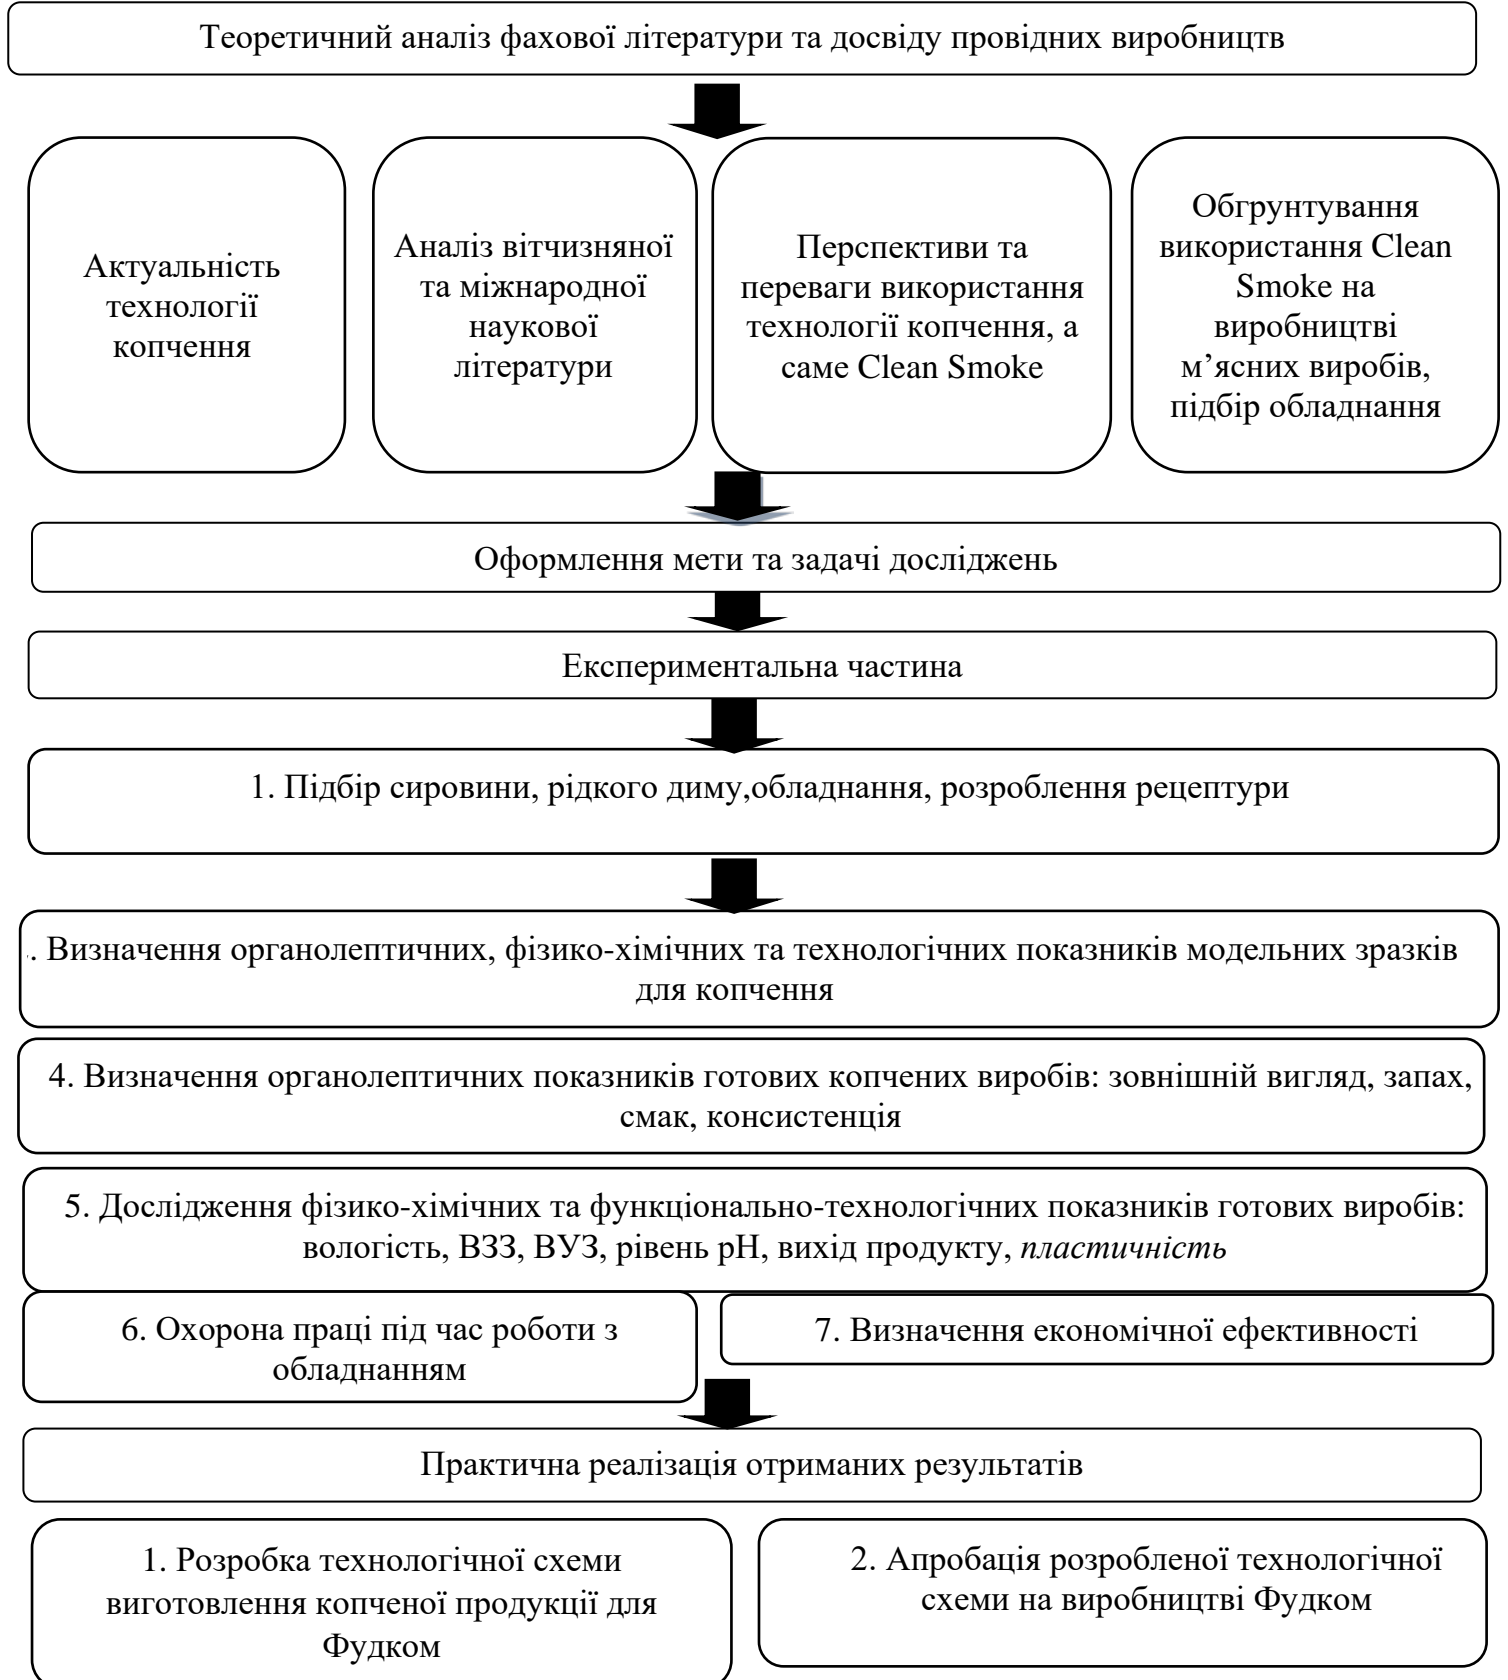 Теоретичний аналіз фахової літератури та досвіду провідних виробництв
Актуальність
технології
копчення
Аналіз вітчизняної
та міжнародної
наукової
літератури
Перспективи та
переваги використання
технології копчення, а
саме Clean Smoke
Обгрунтування
використання Clean
Smoke на
виробництві
м’ясних виробів,
підбір обладнання
Оформлення мети та задачі досліджень
Експериментальна частина
1. Підбір сировини, рідкого диму,обладнання, розроблення рецептури
. Визначення органолептичних, фізико-хімічних та технологічних показників модельних зразків
для копчення
4. Визначення органолептичних показників готових копчених виробів: зовнішній вигляд, запах,
смак, консистенція
5. Дослідження фізико-хімічних та функціонально-технологічних показників готових виробів:
вологість, ВЗЗ, ВУЗ, рівень pH, вихід продукту, пластичність
6. Охорона праці під час роботи з
обладнанням
7. Визначення економічної ефективності
Практична реалізація отриманих результатів
1. Розробка технологічної схеми
виготовлення копченої продукції для
Фудком
2. Апробація розробленої технологічної
схеми на виробництві Фудком